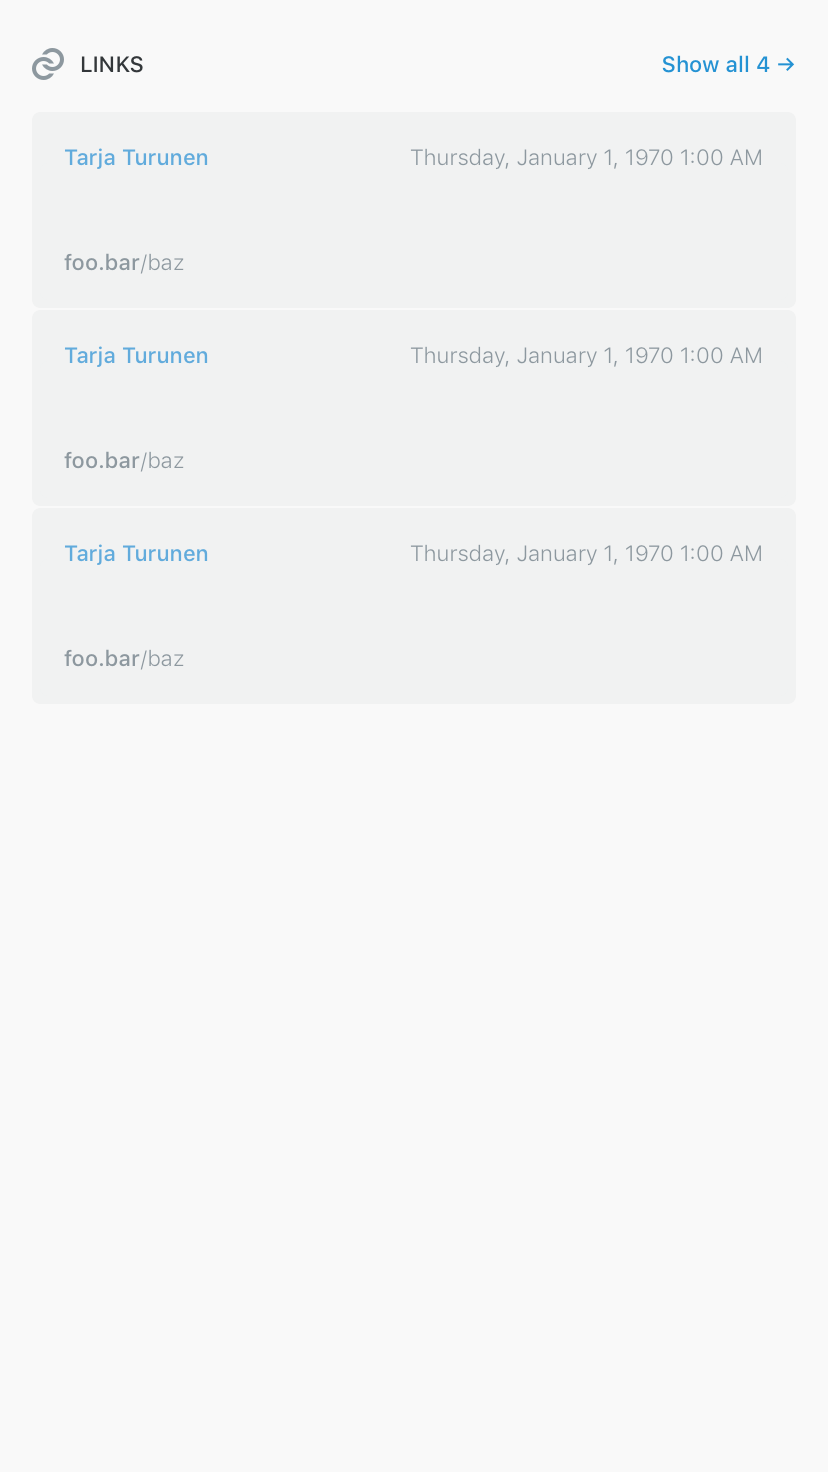 LINKS Show all 4 →
Tarja Turunen Thursday, January 1, 1970 1:00 AM
foo.bar/baz
Tarja Turunen Thursday, January 1, 1970 1:00 AM
foo.bar/baz
Tarja Turunen Thursday, January 1, 1970 1:00 AM
foo.bar/baz